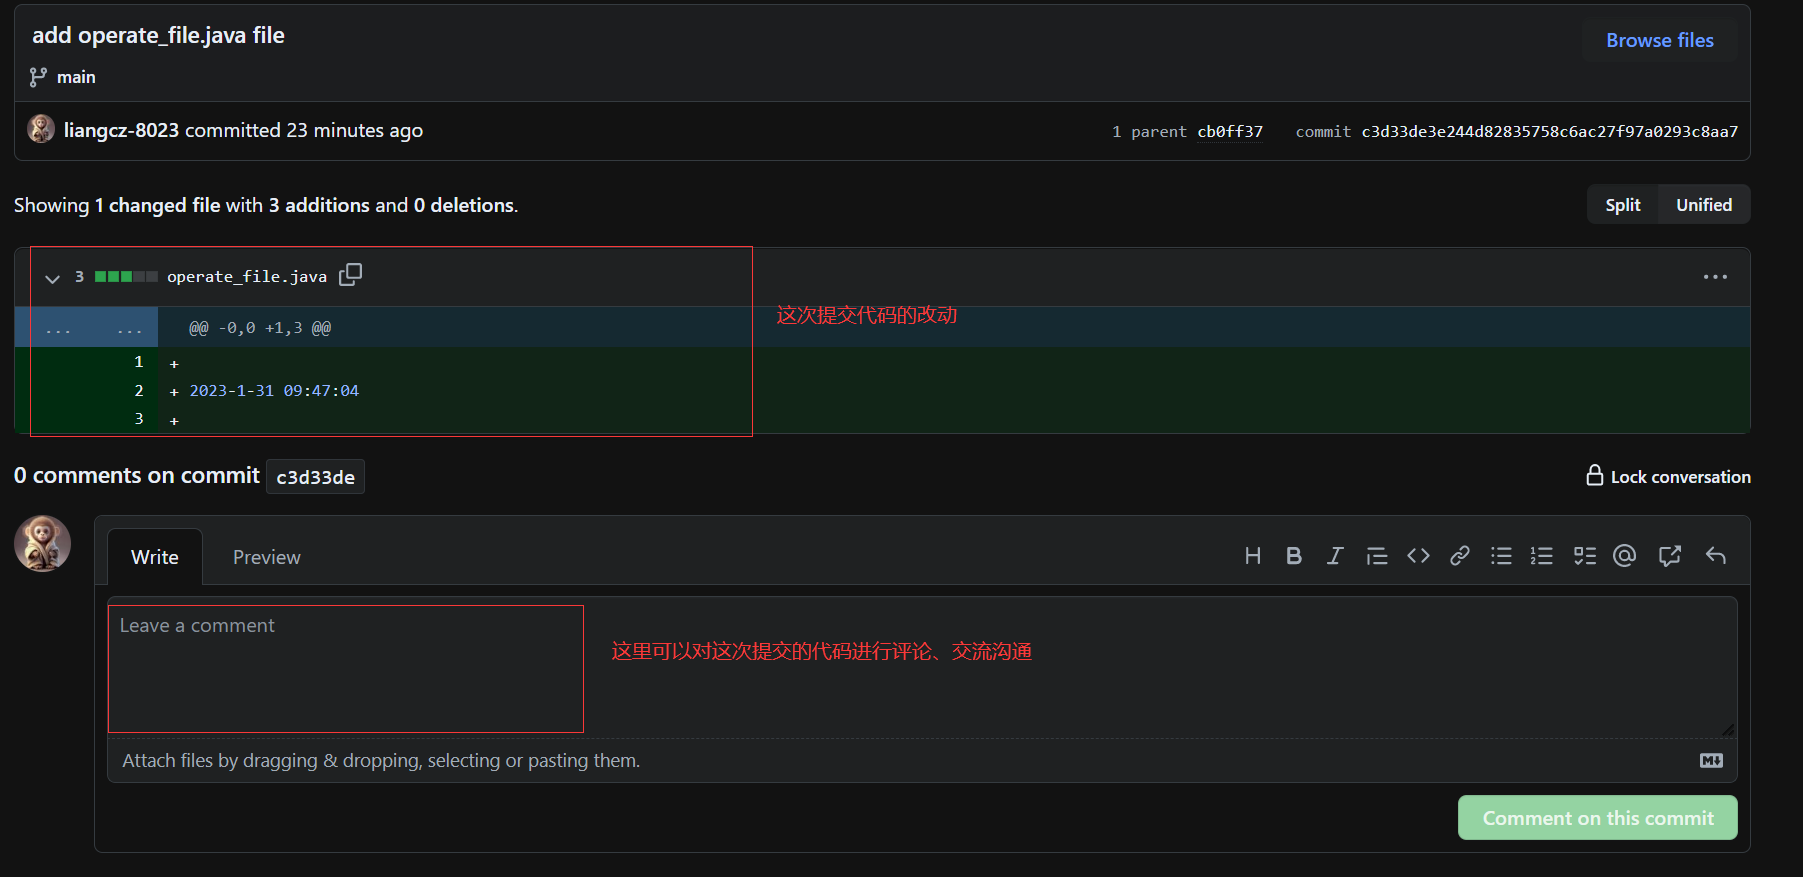 add operate_file.java file
Browse files
main
liangcz-8023 committed 23 minutes ago
1 parent cb0ff37 commit c3d33de3e244d82835758c6ac27f97a0293c8aa7
Showing 1 changed file with 3 additions and 0 deletions.
Split Unified
3 operate_file.java
... ... @@ -0,0 +1,3 @@
这次提交代码的改动
1 +
2 + 2023-1-31 09:47:04
3 +
0 comments on commit c3d33de
Lock conversation
Write Preview
Leave a comment
这里可以对这次提交的代码进行评论、交流沟通
Attach files by dragging & dropping, selecting or pasting them.
Comment on this commit